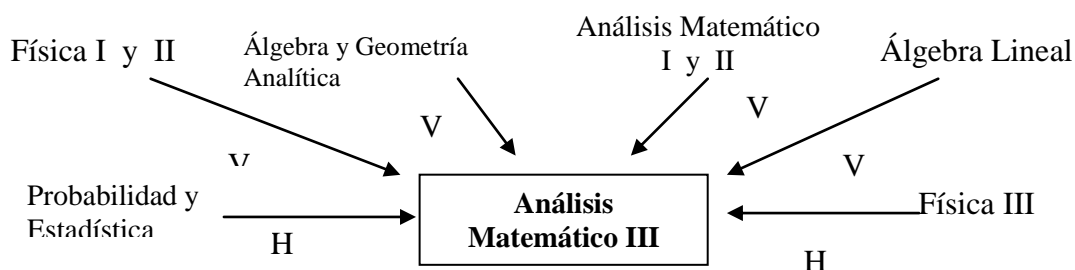 Análisis Matemático
I y II
Física I y II
Álgebra y Geometría
Analítica
Álgebra Lineal
V
V
V
V
Probabilidad y
Estadística
Análisis
Matemático III
Física III
H
H